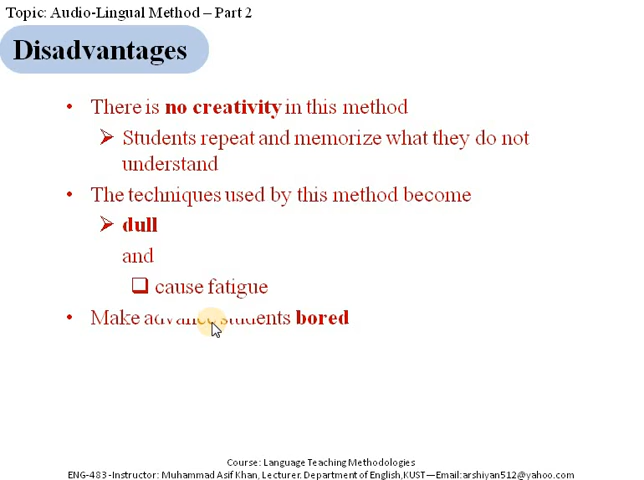 Topic: Audio-Lingual Method – Part 2
Disadvantages
• There is no creativity in this method
➢ Students repeat and memorize what they do not
understand
• The techniques used by this method become
➢ dull
and
❑ cause fatigue
• Make advance students bored
Course: Language Teaching Methodologies
ENG-483 -Instructor: Muhammad Asif Khan, Lecturer. Department of English,KUST—Email:arshiyan512@yahoo.com